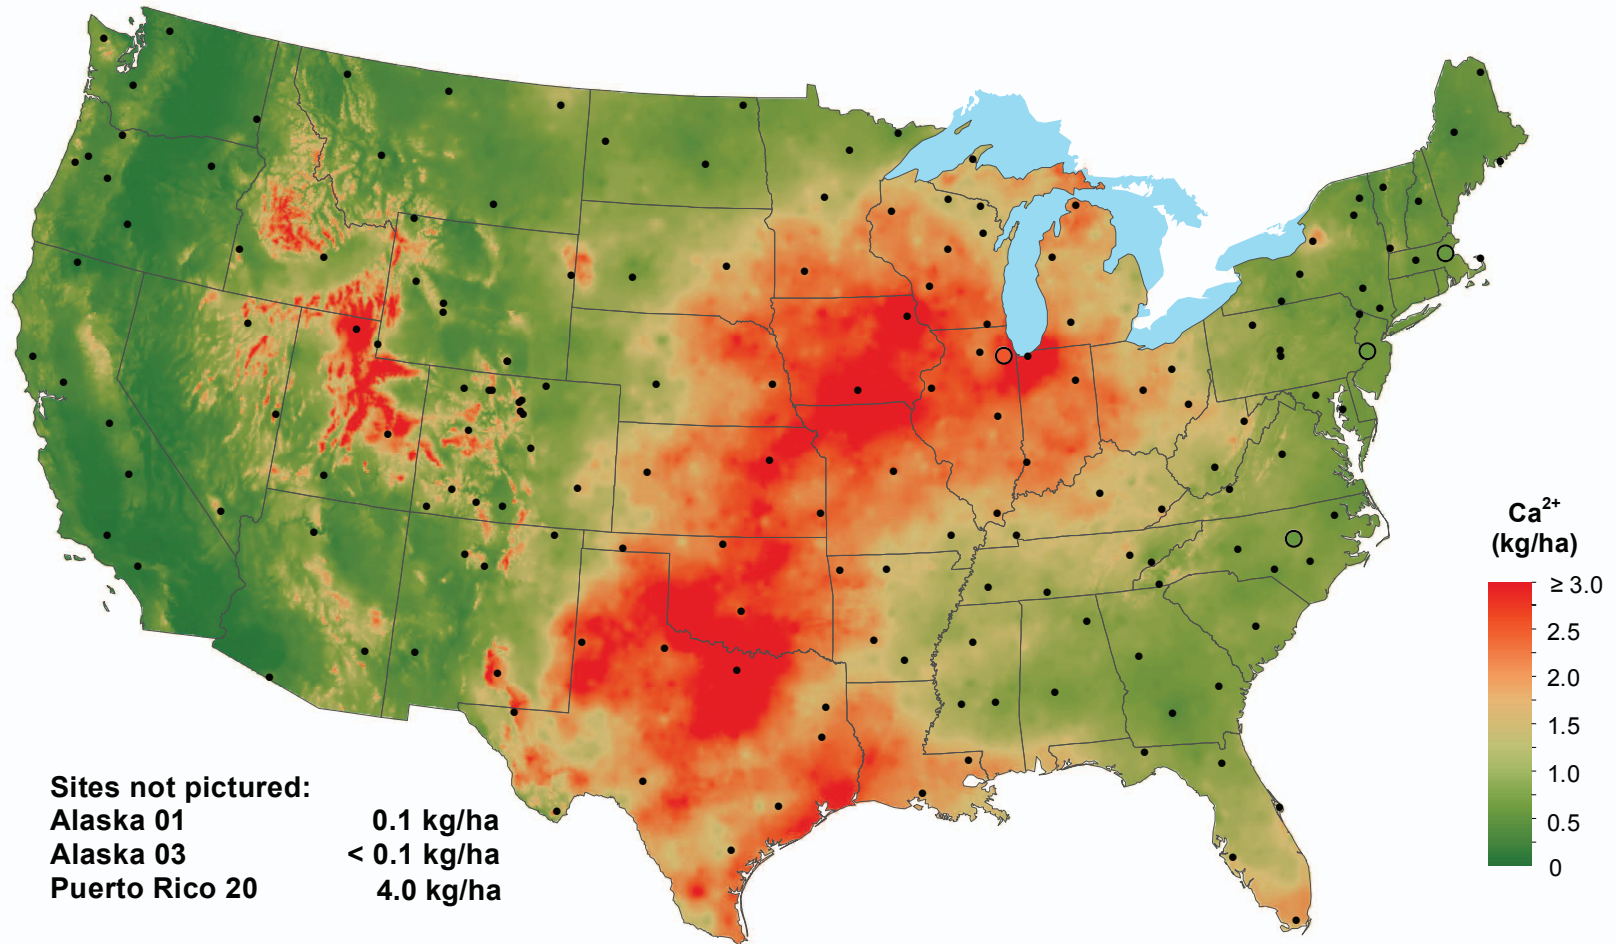 Ca2+
(kg/ha)
≥ 3.0
2.5
2.0
1.5
1.0
0.5
0
Sites not pictured:
Alaska 01 0.1 kg/ha
Alaska 03 < 0.1 kg/ha
Puerto Rico 20 4.0 kg/ha